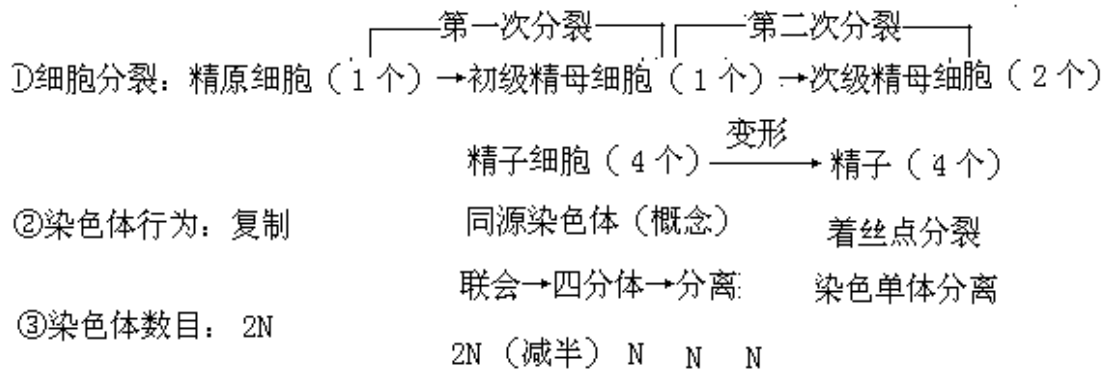 第一次分裂 第二次分裂
①细胞分裂：精原细胞（1个）→初级精母细胞（1个）→次级精母细胞（2个）
变形
精子细胞（4个）→精子（4个）
②染色体行为：复制 同源染色体（概念） 着丝点分裂
联会→四分体→分离 染色单体分离
③染色体数目： 2N
2N （减半） N N N